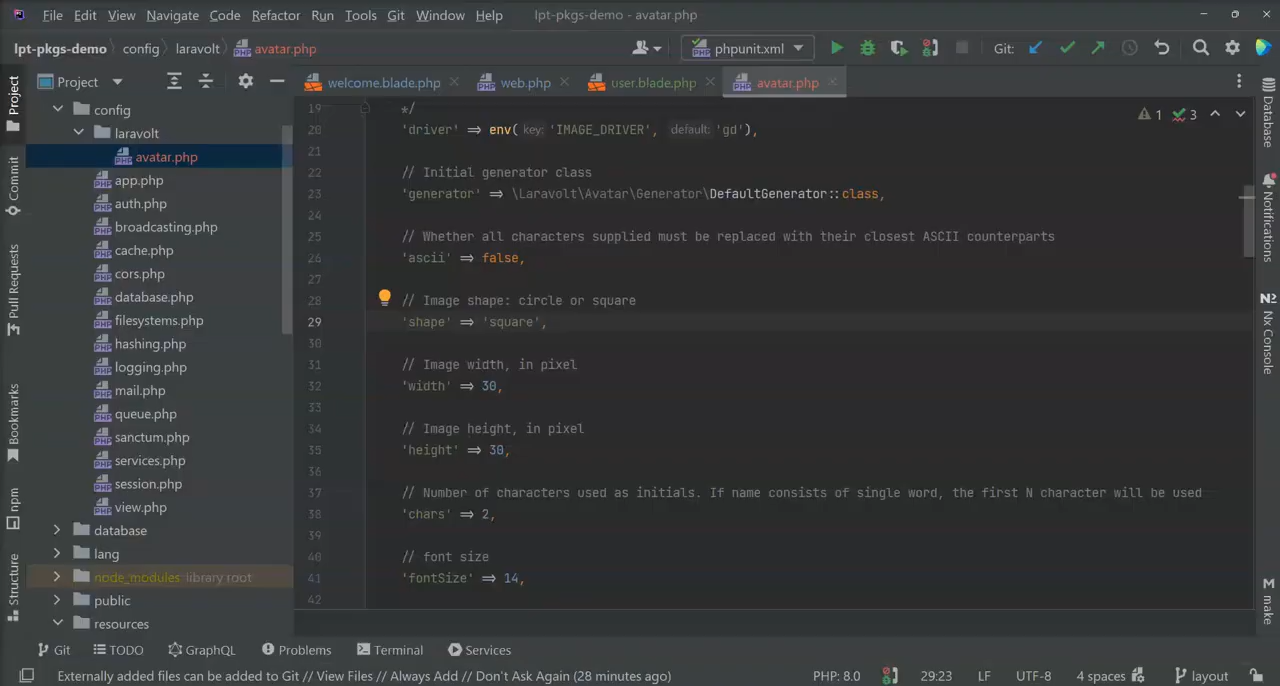 File Edit View Navigate Code Refactor Run Tools Git Window Help lpt-pkgs-demo - avatar.php
lpt-pkgs-demo config laravolt avatar.php phpunit.xml Git:
Project welcome.blade.php web.php user.blade.php avatar.php
Project
Commit
Pull Requests
Bookmarks
npm
Structure
config
laravolt
avatar.php
app.php
auth.php
broadcasting.php
cache.php
cors.php
database.php
filesystems.php
hashing.php
logging.php
mail.php
queue.php
sanctum.php
services.php
session.php
view.php
database
lang
node_modules library root
public
resources
19 */
20 'driver' => env( key: 'IMAGE_DRIVER', default: 'gd'),
21
22 // Initial generator class
23 'generator' => \Laravolt\Avatar\Generator\DefaultGenerator::class,
24
25 // Whether all characters supplied must be replaced with their closest ASCII counterparts
26 'ascii' => false,
27
28 // Image shape: circle or square
29 'shape' => 'square',
30
31 // Image width, in pixel
32 'width' => 30,
33
34 // Image height, in pixel
35 'height' => 30,
36
37 // Number of characters used as initials. If name consists of single word, the first N character will be used
38 'chars' => 2,
39
40 // font size
41 'fontSize' => 14,
42
1 3
Database
Notifications
Nx Console
make
Git TODO GraphQL Problems Terminal Services
Externally added files can be added to Git // View Files // Always Add // Don't Ask Again (28 minutes ago) PHP: 8.0 29:23 LF UTF-8 4 spaces layout